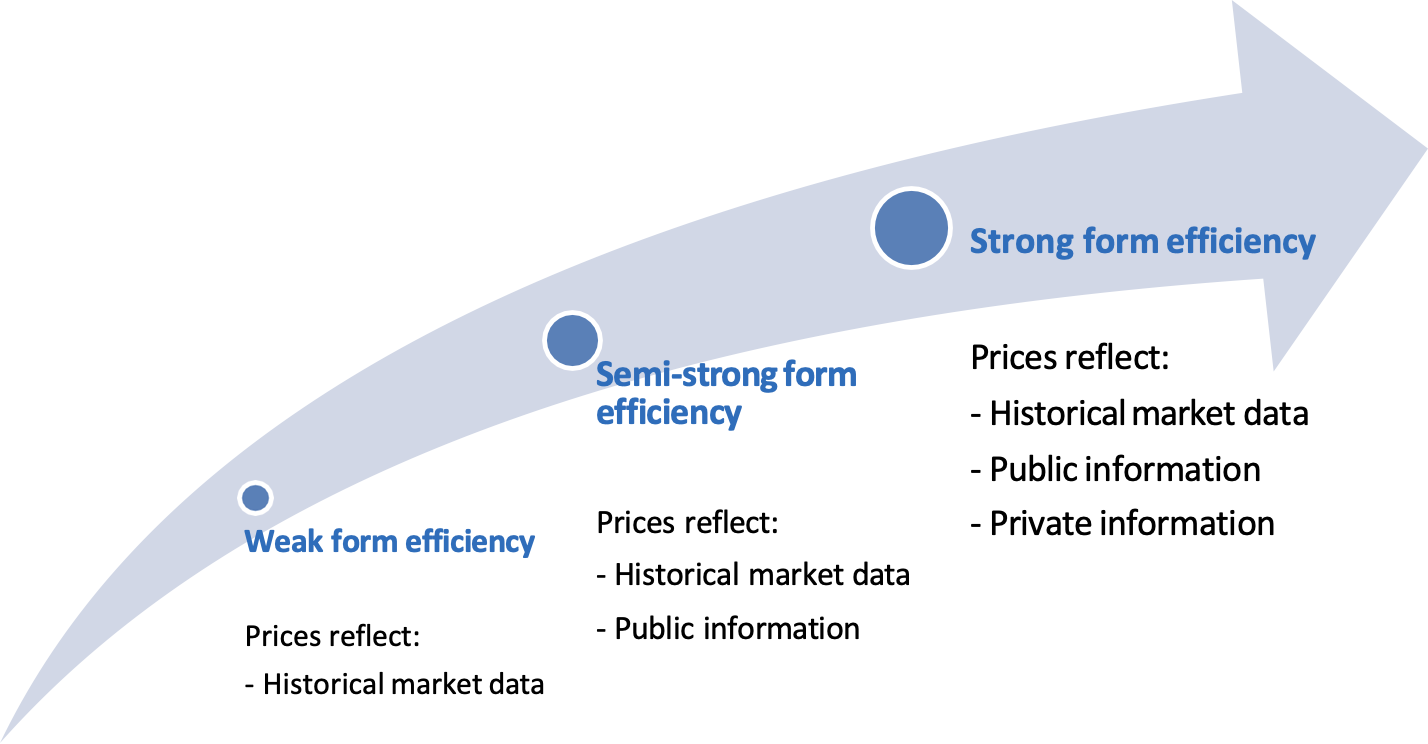 Weak form efficiency
Prices reflect:
- Historical market data
Semi-strong form
efficiency
Prices reflect:
- Historical market data
- Public information
Strong form efficiency
Prices reflect:
- Historical market data
- Public information
- Private information